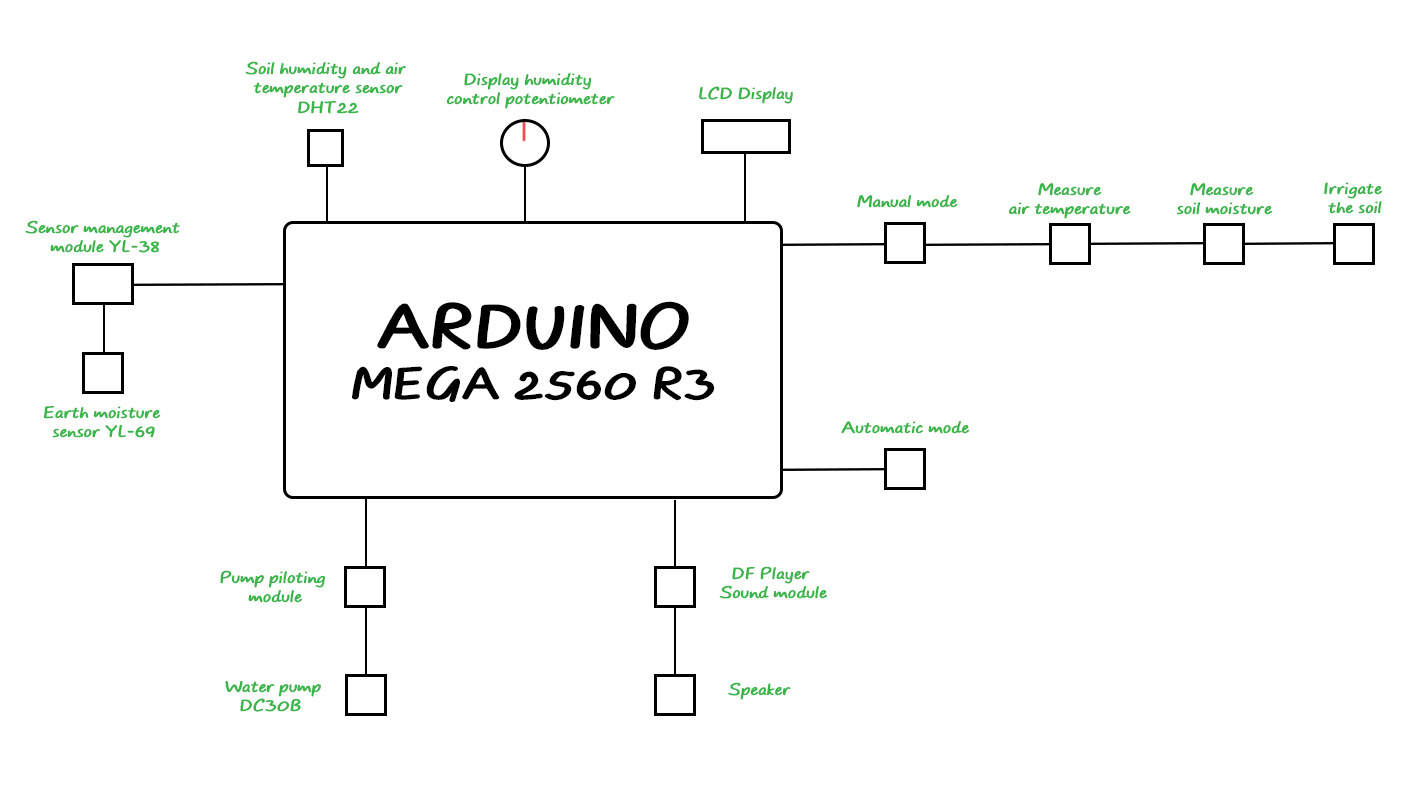 Soil humidity and air
temperature sensor
DHT22
Display humidity
control potentiometer
LCD Display
Manual mode
Measure
air temperature
Measure
soil moisture
Irrigate
the soil
Sensor management
module YL-38
ARDUINO
MEGA 2560 R3
Earth moisture
sensor YL-69
Automatic mode
Pump piloting
module
DF Player
Sound module
Water pump
DC30B
Speaker